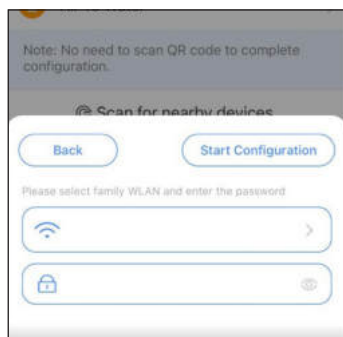 Note: No need to scan QR code to complete
configuration.
Scan for nearby devices
Back
Start Configuration
Please select family WLAN and enter the password